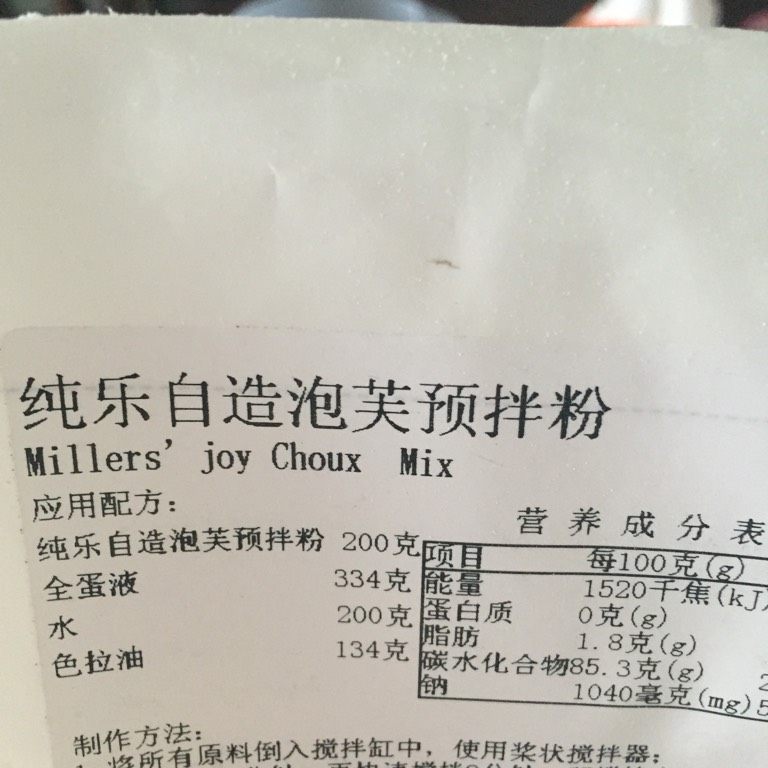 纯乐自造泡芙预拌粉
Millers' joy Choux Mix
应用配方：
纯乐自造泡芙预拌粉 200克
全蛋液 334克
水 200克
色拉油 134克
营养成分表
项目 每100克(g)
能量 1520千焦(kJ)
蛋白质 0克(g)
脂肪 1.8克(g)
碳水化合物85.3克(g) 2
钠 1040毫克(mg) 5
制作方法：
将所有原料倒入搅拌缸中，使用桨状搅拌器；